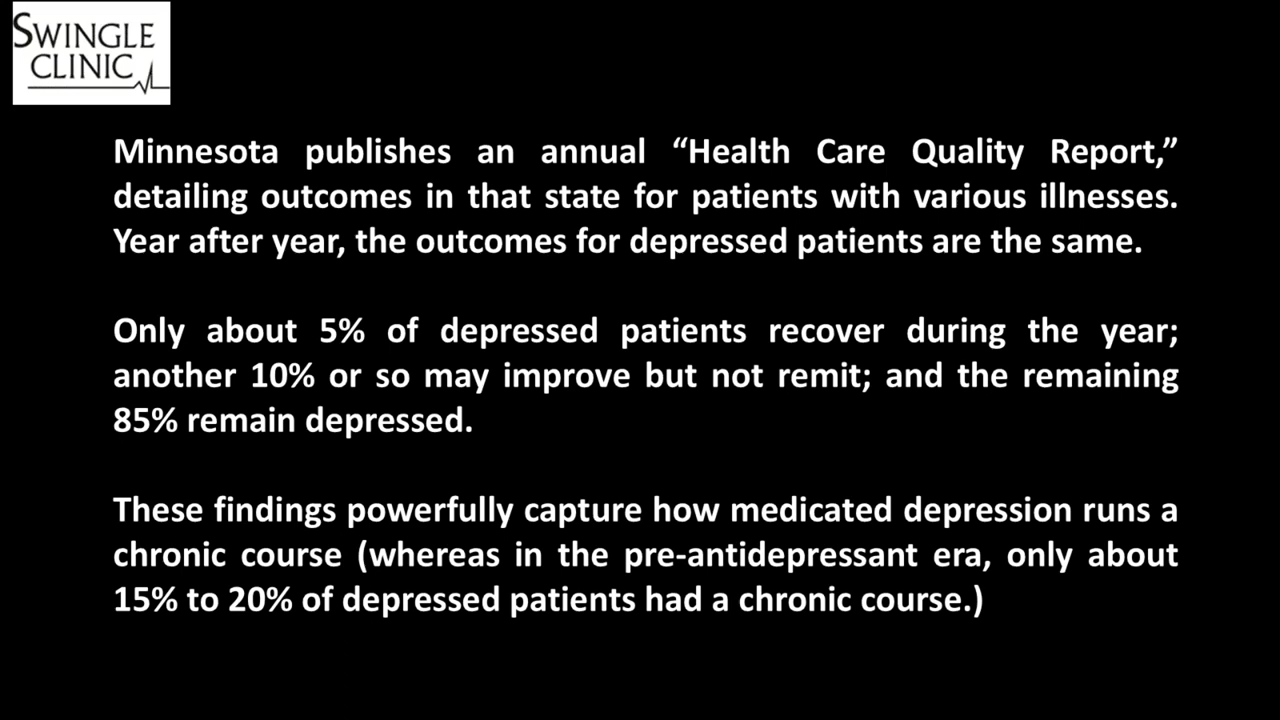 SWINGLE
CLINIC
Minnesota publishes an annual “Health Care Quality Report,”
detailing outcomes in that state for patients with various illnesses.
Year after year, the outcomes for depressed patients are the same.
Only about 5% of depressed patients recover during the year;
another 10% or so may improve but not remit; and the remaining
85% remain depressed.
These findings powerfully capture how medicated depression runs a
chronic course (whereas in the pre-antidepressant era, only about
15% to 20% of depressed patients had a chronic course.)